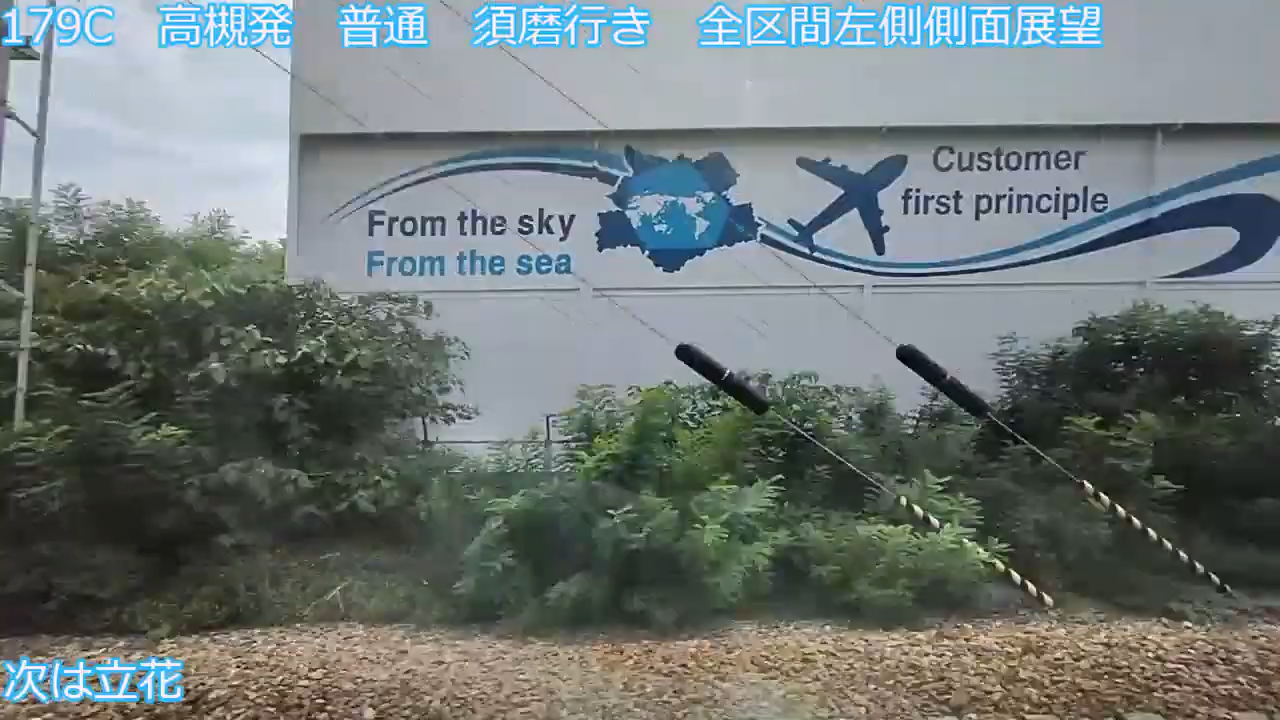 179C　高槻発　普通　須磨行き　全区間左側側面展望
Customer
first principle
From the sky
From the sea
次は立花